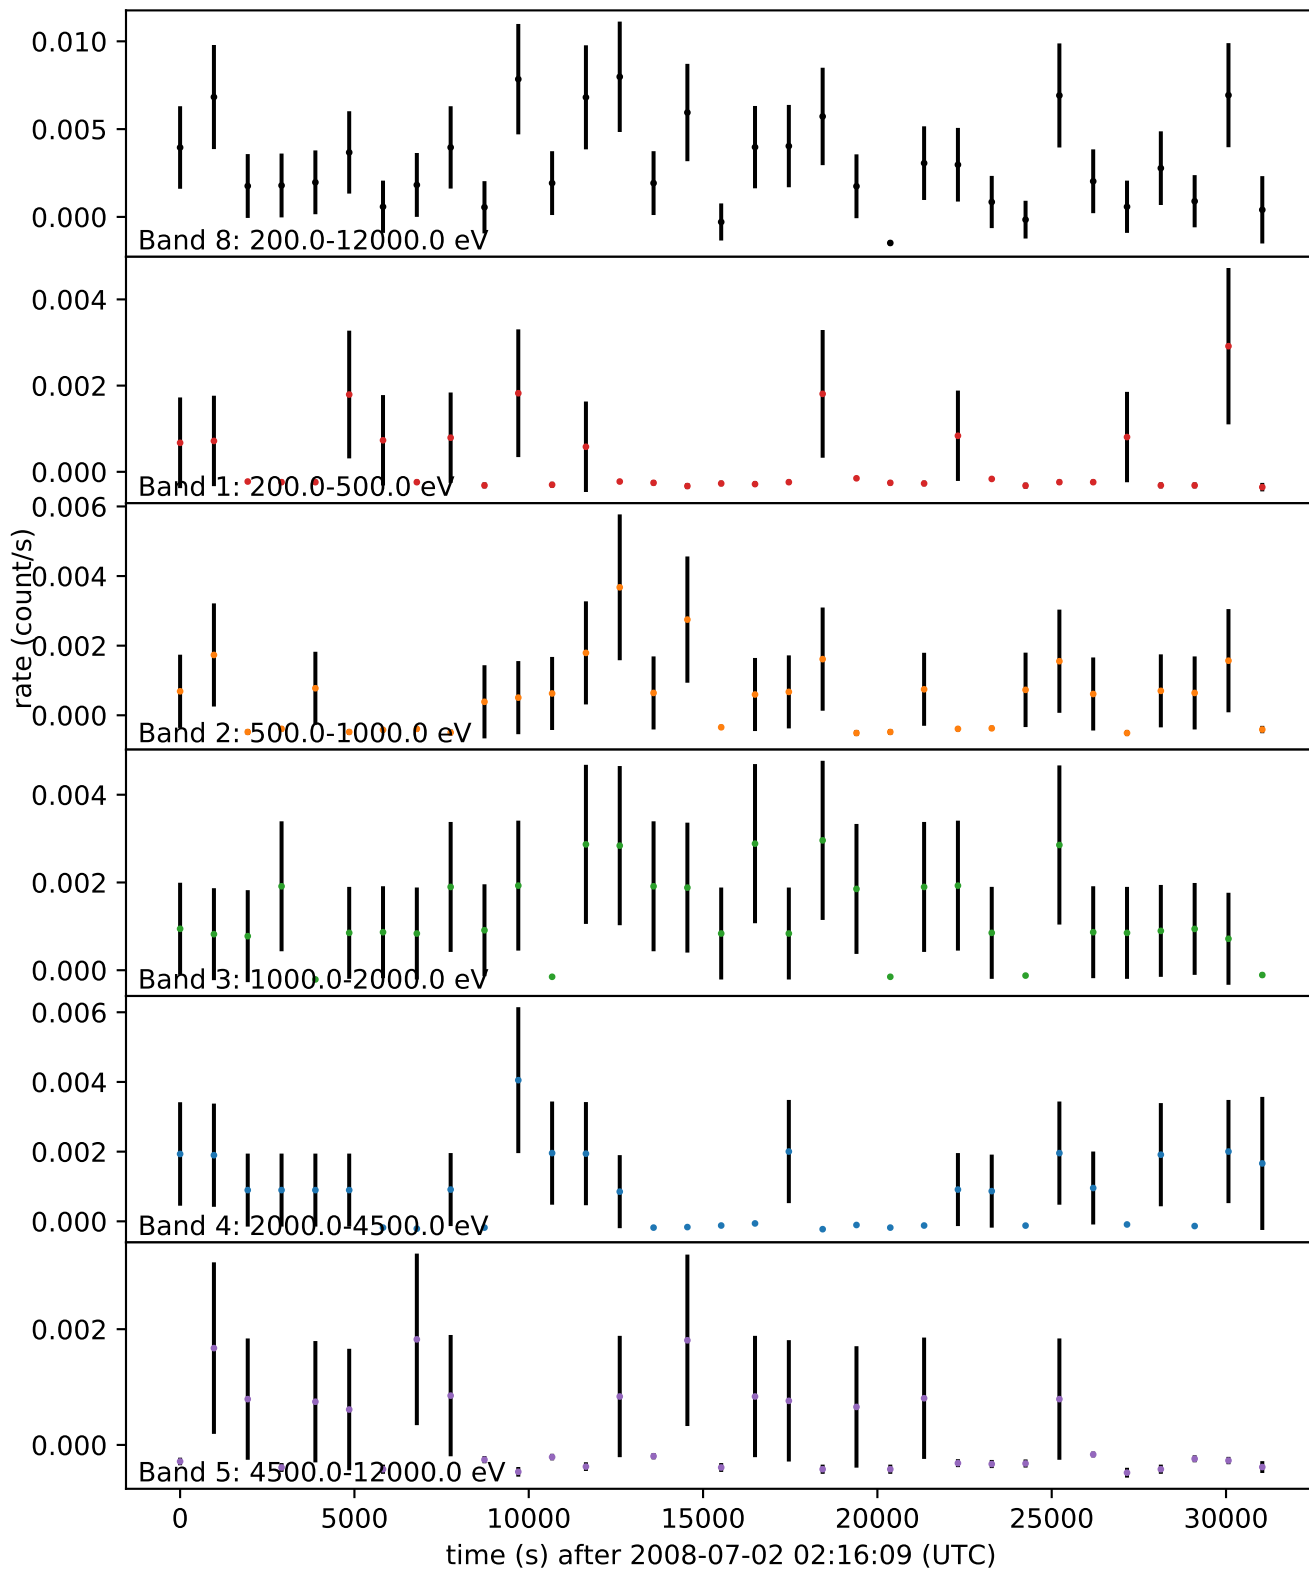 0.010
0.005
0.000
Band 8: 200.0-12000.0 eV
0.004
0.002
0.000
Band 1: 200.0-500.0 eV
rate (count/s)
0.006
0.004
0.002
0.000
Band 2: 500.0-1000.0 eV
0.004
0.002
0.000
Band 3: 1000.0-2000.0 eV
0.006
0.004
0.002
0.000
Band 4: 2000.0-4500.0 eV
0.002
0.000
Band 5: 4500.0-12000.0 eV
0 5000 10000 15000 20000 25000 30000
time (s) after 2008-07-02 02:16:09 (UTC)